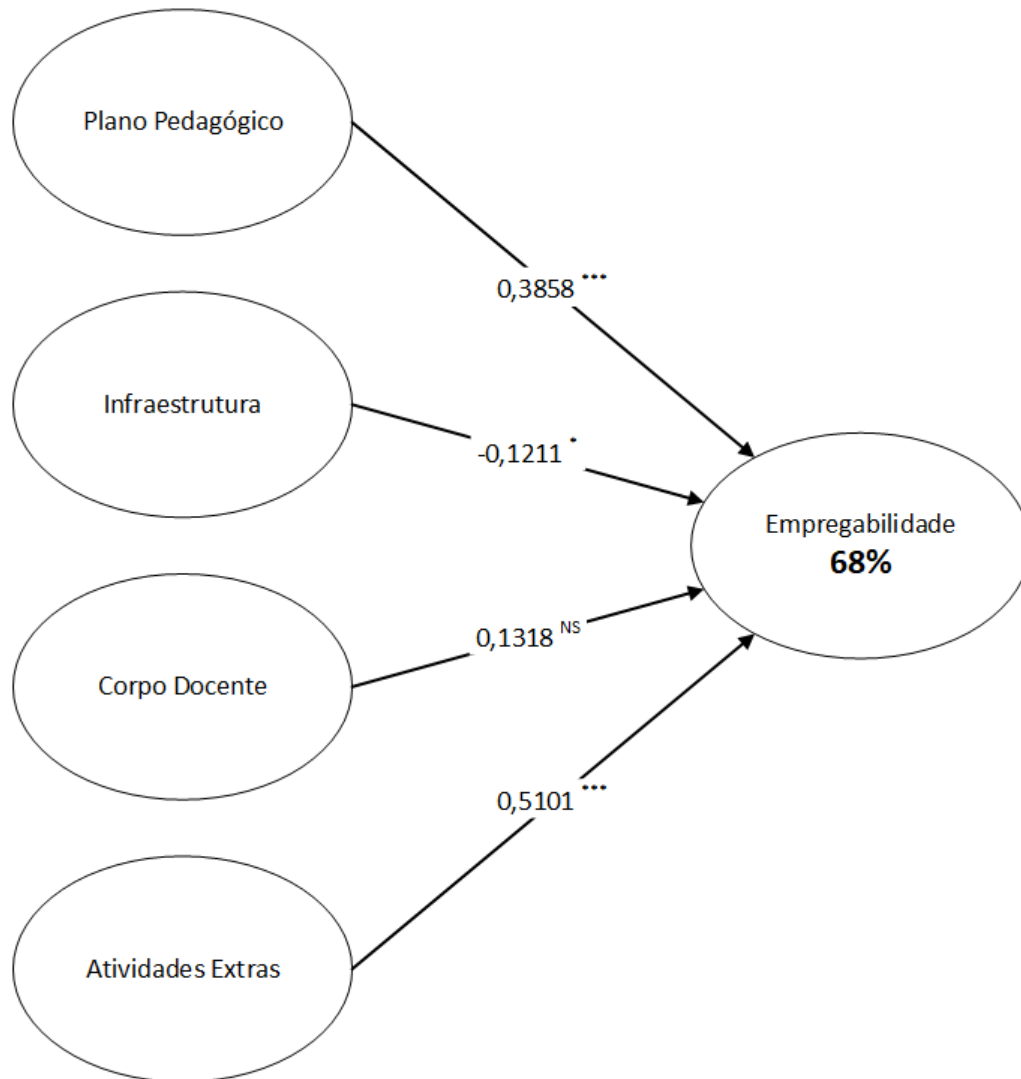 Plano Pedagógico
0,3858 ***
Infraestrutura
-0,1211 *
Empregabilidade
68%
0,1318 NS
Corpo Docente
0,5101 ***
Atividades Extras